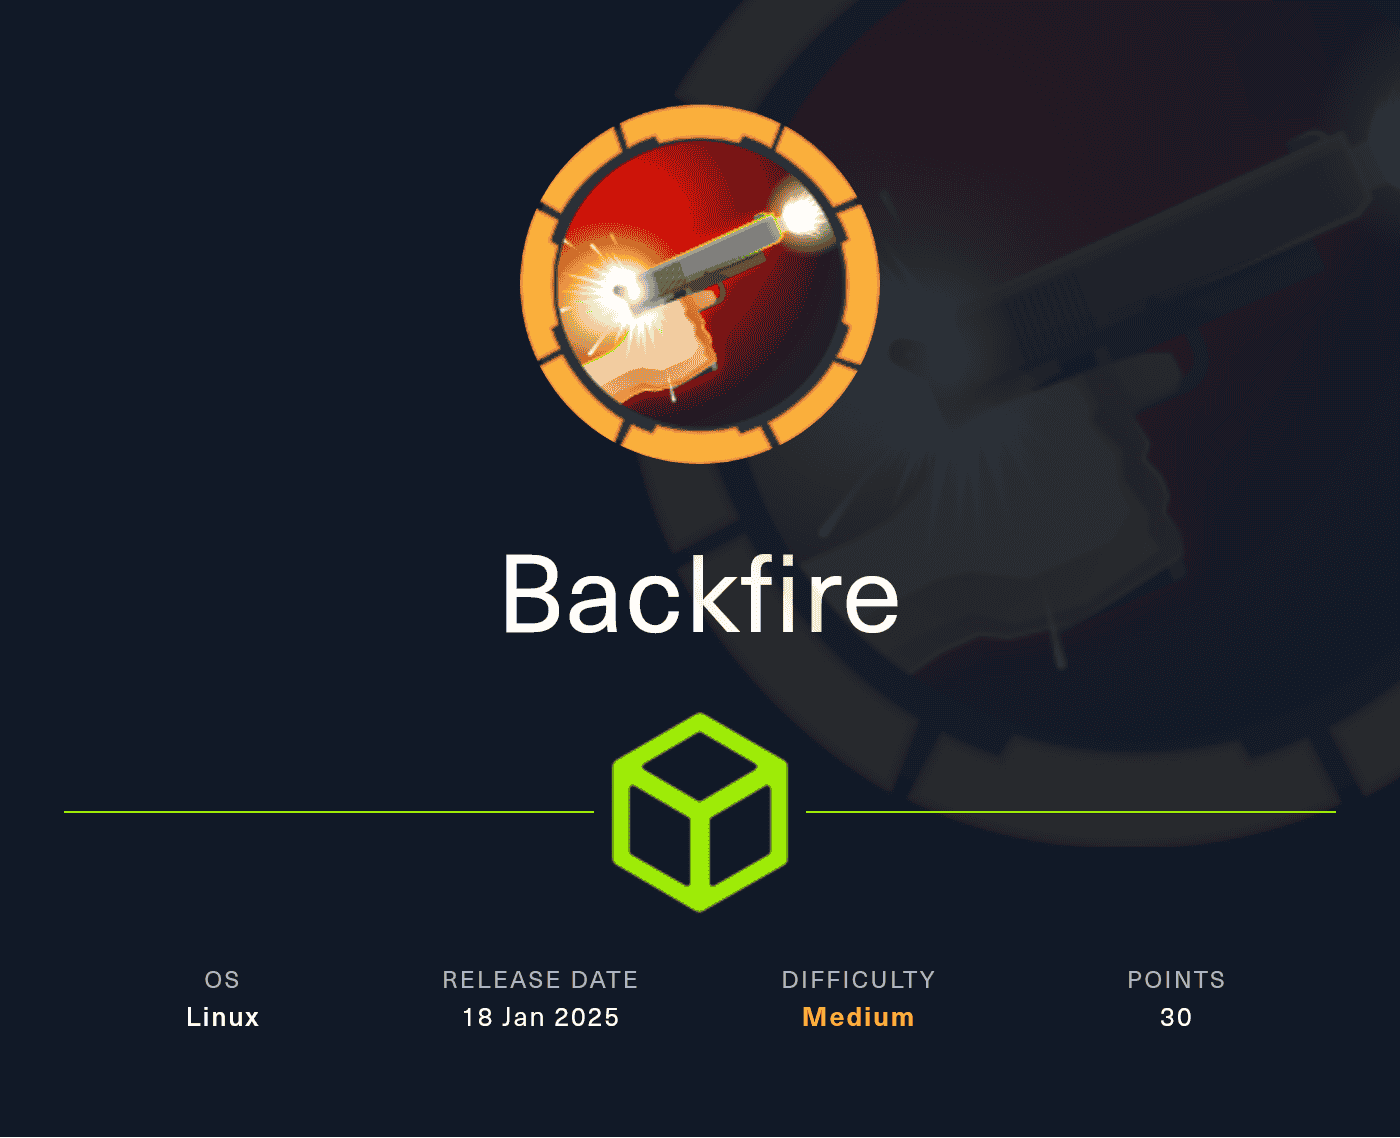 Backfire
OS
Linux
RELEASE DATE
18 Jan 2025
DIFFICULTY
Medium
POINTS
30